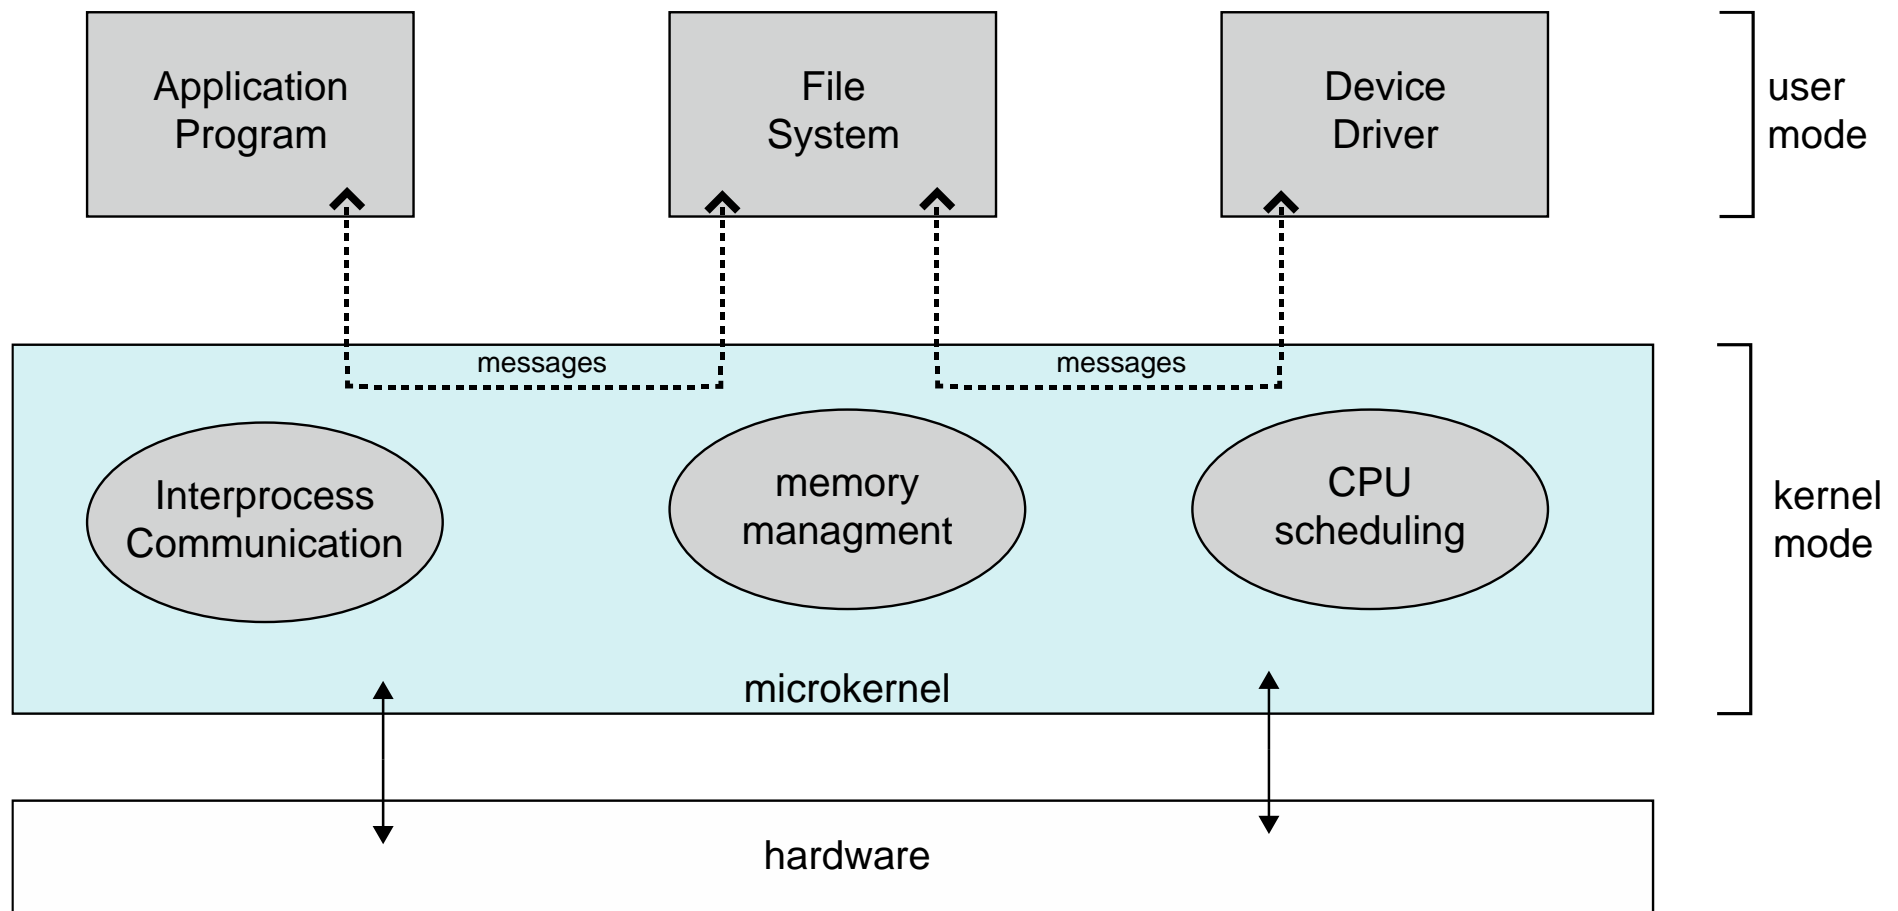 Application
Program
File
System
Device
Driver
user
mode
messages
messages
Interprocess
Communication
memory
managment
CPU
scheduling
kernel
mode
microkernel
hardware